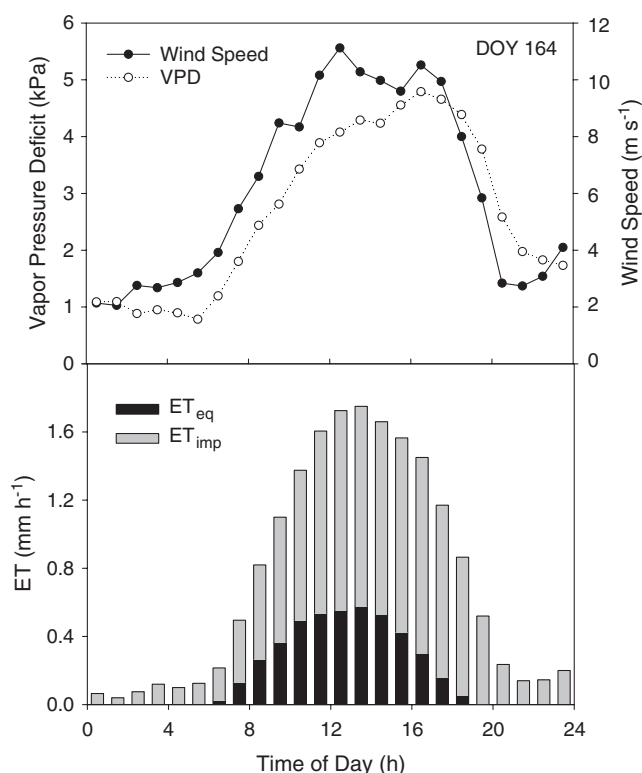 6
5
4
3
2
1
0
Vapor Pressure Deficit (kPa)
Wind Speed
VPD
DOY 164
12
10
8
6
4
2
0
Wind Speed (m s-1)
1.6
1.2
0.8
0.4
0.0
ET (mm h-1)
ETeq
ETimp
0 4 8 12 16 20 24
Time of Day (h)